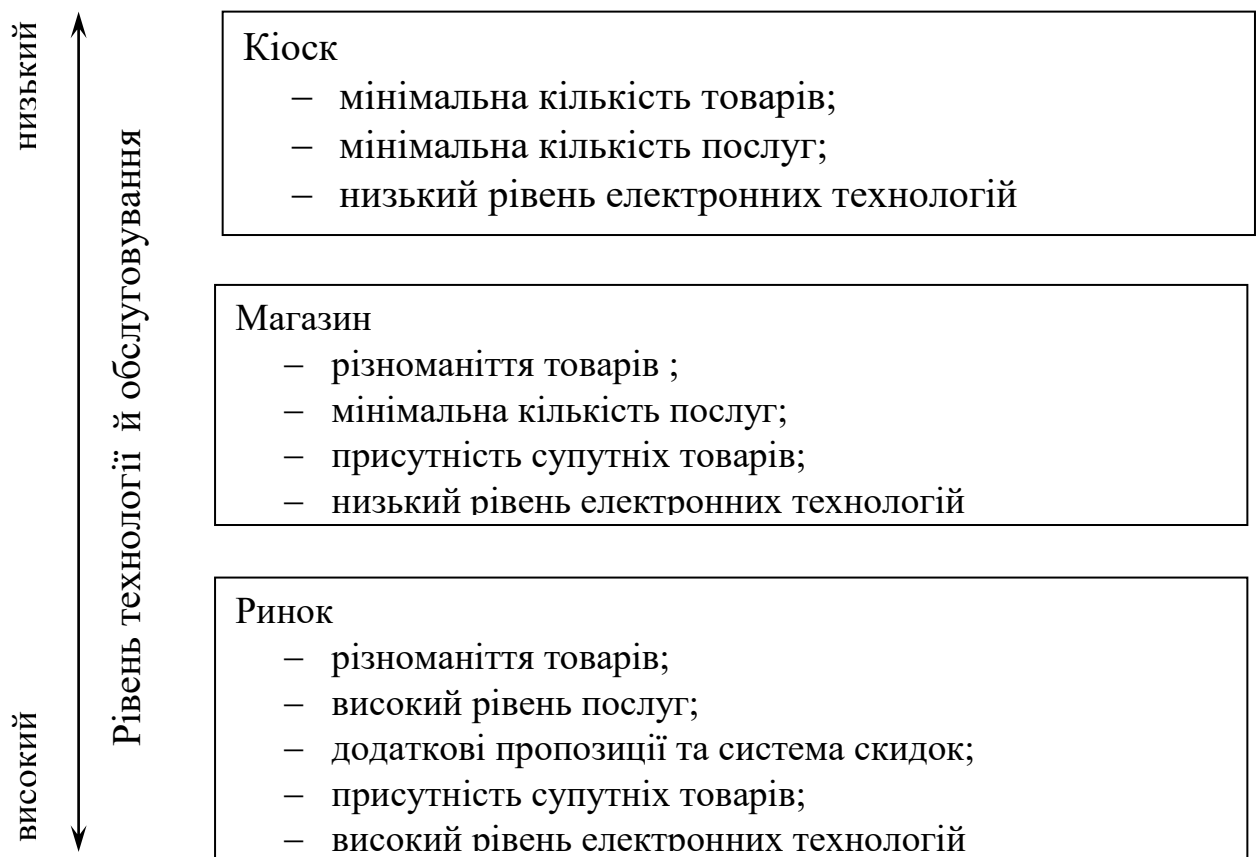 низький
Рівень технології й обслуговування
високий
Кіоск
– мінімальна кількість товарів;
– мінімальна кількість послуг;
– низький рівень електронних технологій
Магазин
– різноманіття товарів ;
– мінімальна кількість послуг;
– присутність супутніх товарів;
– низький рівень електронних технологій
Ринок
– різноманіття товарів;
– високий рівень послуг;
– додаткові пропозиції та система скидок;
– присутність супутніх товарів;
– високий рівень електронних технологій